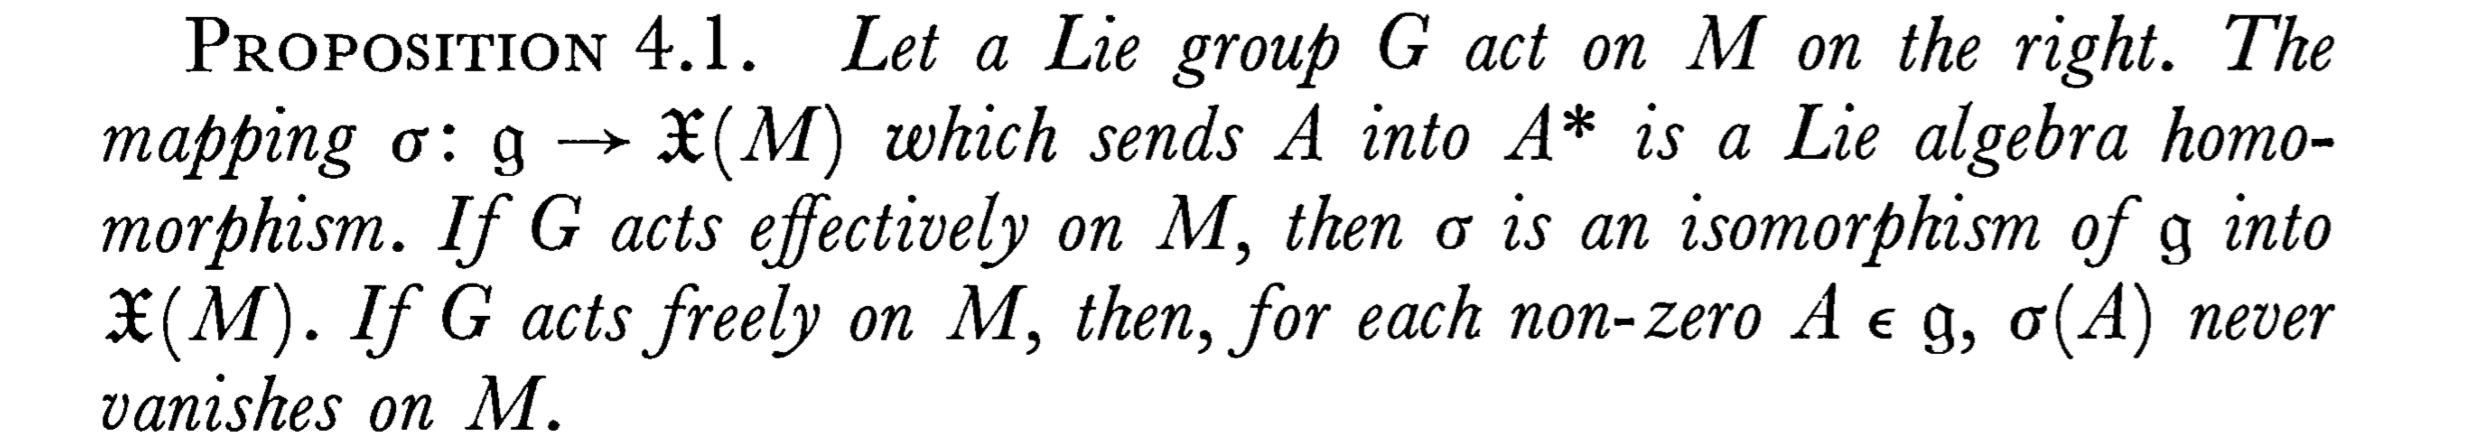 PROPOSITION 4.1. Let a Lie group G act on M on the right. The
mapping σ: 𝔤 → 𝔛(M) which sends A into A* is a Lie algebra homo-
morphism. If G acts effectively on M, then σ is an isomorphism of 𝔤 into
𝔛(M). If G acts freely on M, then, for each non-zero A ϵ 𝔤, σ(A) never
vanishes on M.